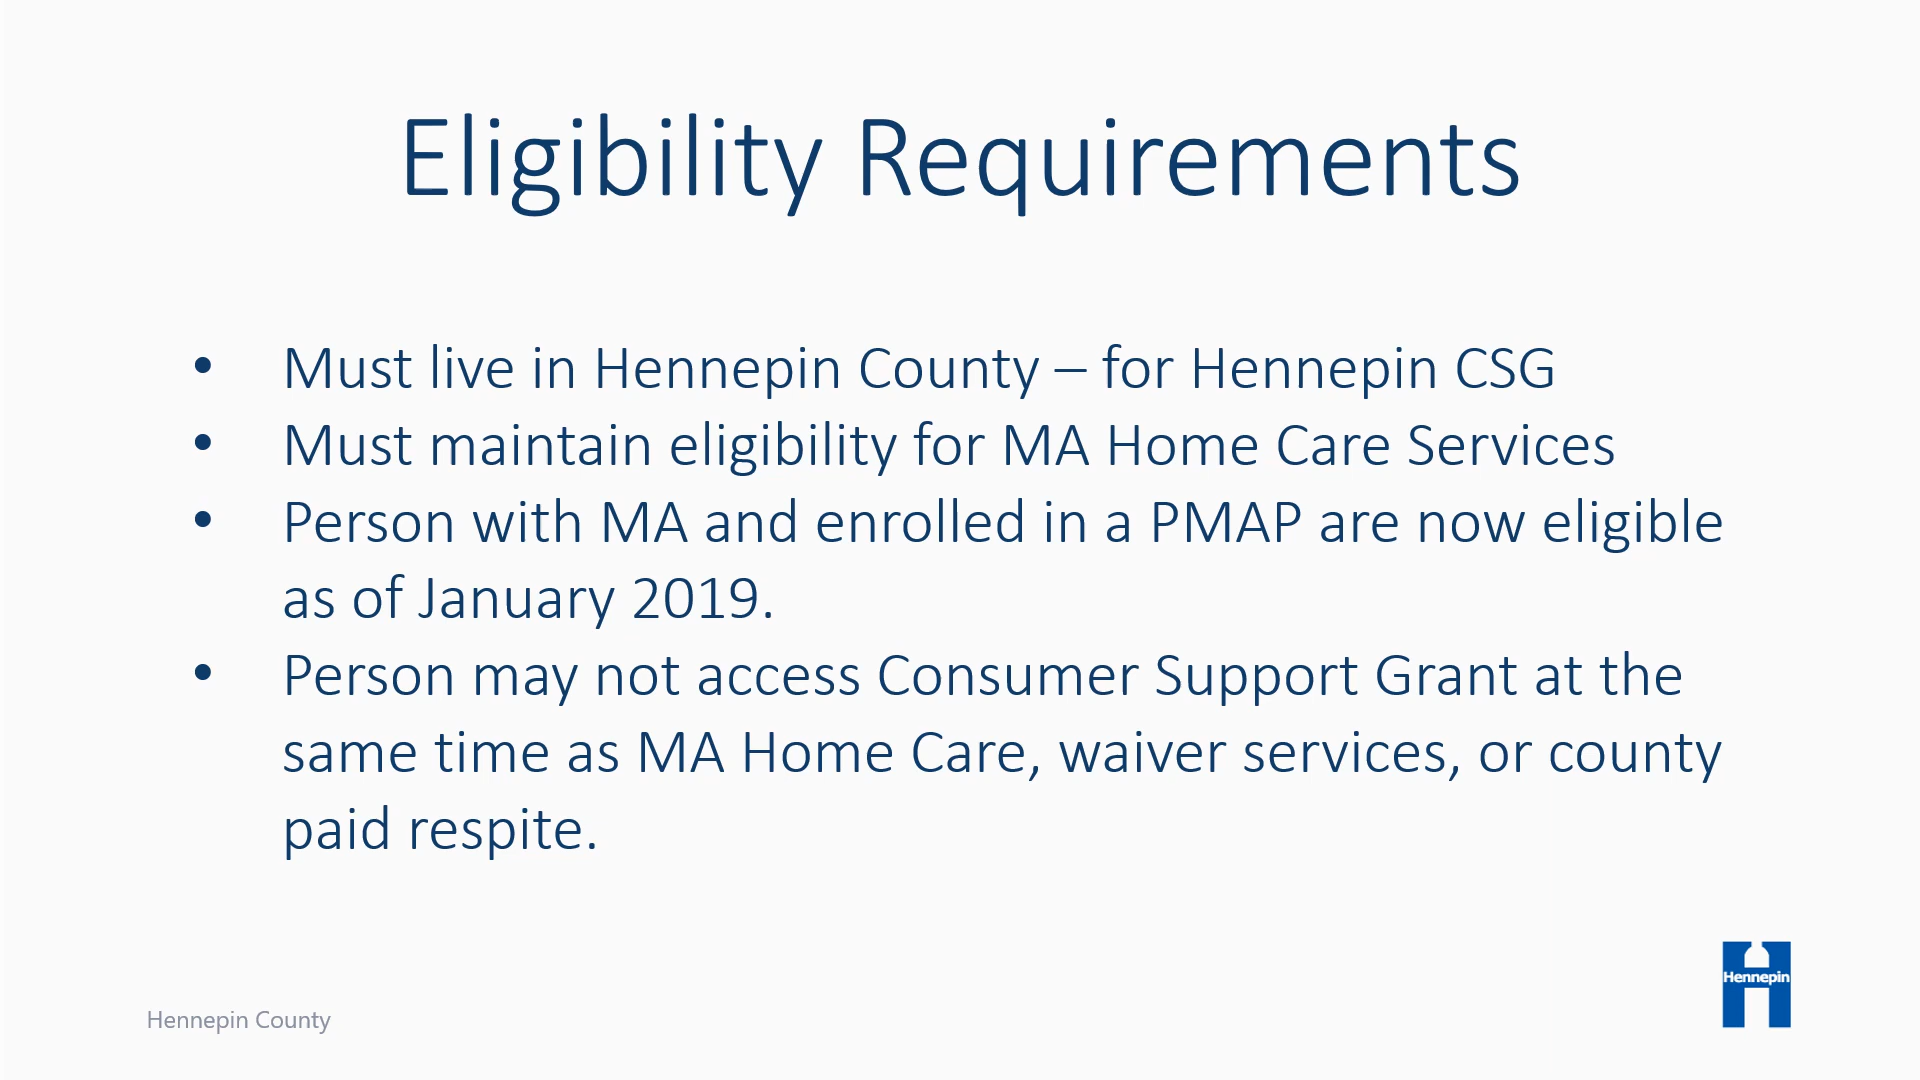 Eligibility Requirements
• Must live in Hennepin County – for Hennepin CSG
• Must maintain eligibility for MA Home Care Services
• Person with MA and enrolled in a PMAP are now eligible
as of January 2019.
• Person may not access Consumer Support Grant at the
same time as MA Home Care, waiver services, or county
paid respite.
Hennepin
Hennepin County